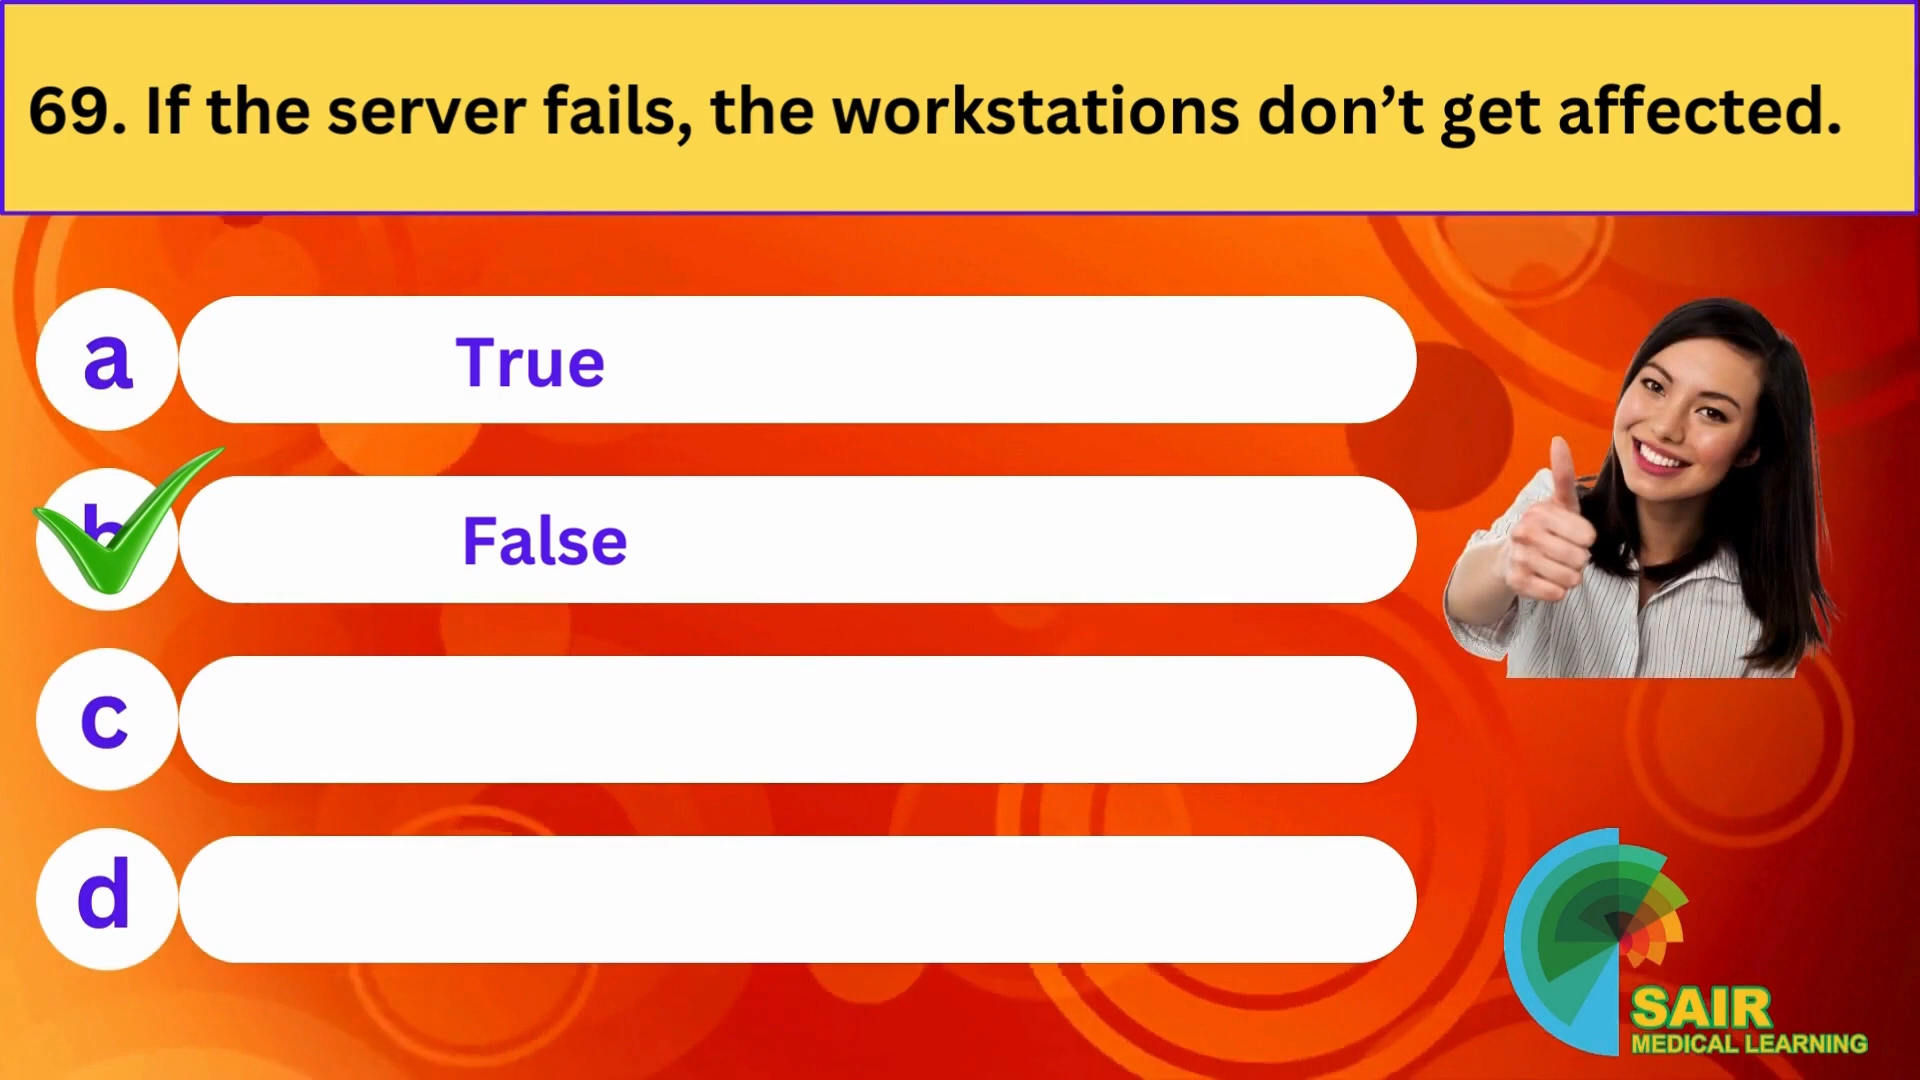 69. If the server fails, the workstations don’t get affected.
a True
b False
c
d
SAIR
MEDICAL LEARNING